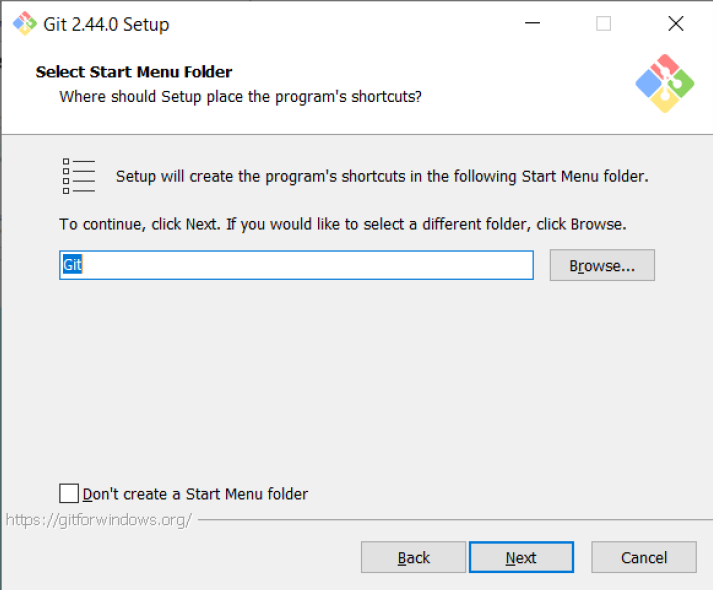 Git 2.44.0 Setup
Select Start Menu Folder
Where should Setup place the program's shortcuts?
Setup will create the program's shortcuts in the following Start Menu folder.
To continue, click Next. If you would like to select a different folder, click Browse.
Git
Browse...
Don't create a Start Menu folder
https://gitforwindows.org/
Back
Next
Cancel